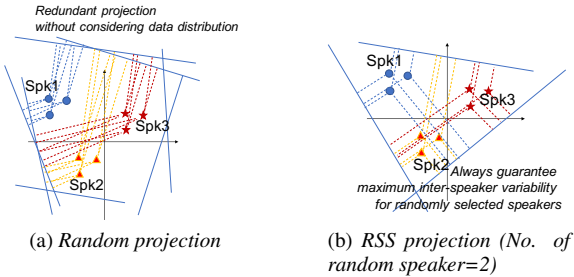 Redundant projection
without considering data distribution
Spk1
Spk3
Spk2
Spk1
Spk3
Spk2
Always guarantee
maximum inter-speaker variability
for randomly selected speakers
(a) Random projection
(b) RSS projection (No. of
random speaker=2)